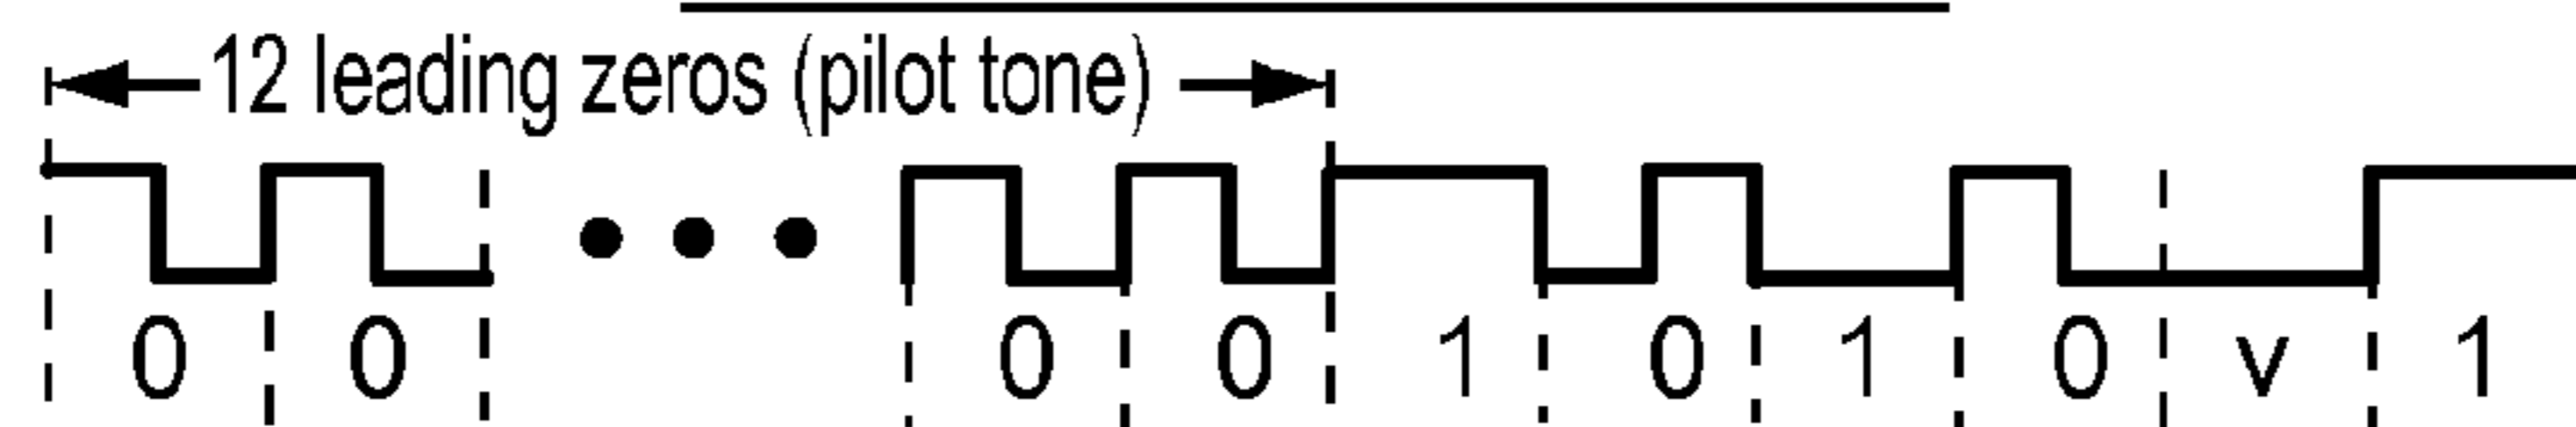 12 leading zeros (pilot tone)
0 0 0 0 1 0 1 0 v 1